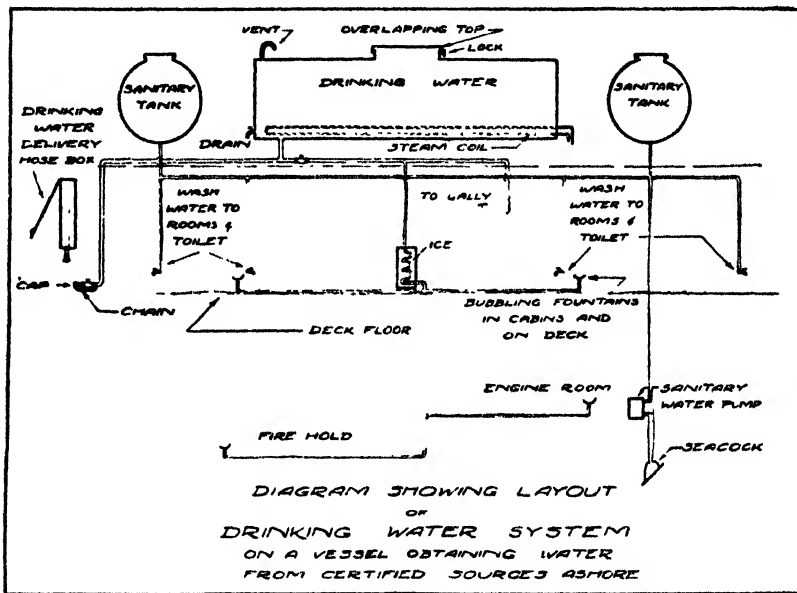 VENT
OVERLAPPING TOP
LOCK
SANITARY
TANK
DRINKING WATER
SANITARY
TANK
DRINKING
WATER
DELIVERY
HOSE BOX
DRAIN
STEAM COIL
WASH
WATER TO
ROOMS &
TOILET
TO GALLY
WASH
WATER TO
ROOMS &
TOILET
ICE
CAP
CHAIN
DECK FLOOR
BUBBLING FOUNTAINS
IN CABINS AND
ON DECK
ENGINE ROOM
SANITARY
WATER PUMP
FIRE HOLD
SEACOCK
DIAGRAM SHOWING LAYOUT
OF
DRINKING WATER SYSTEM
ON A VESSEL OBTAINING WATER
FROM CERTIFIED SOURCES ASHORE